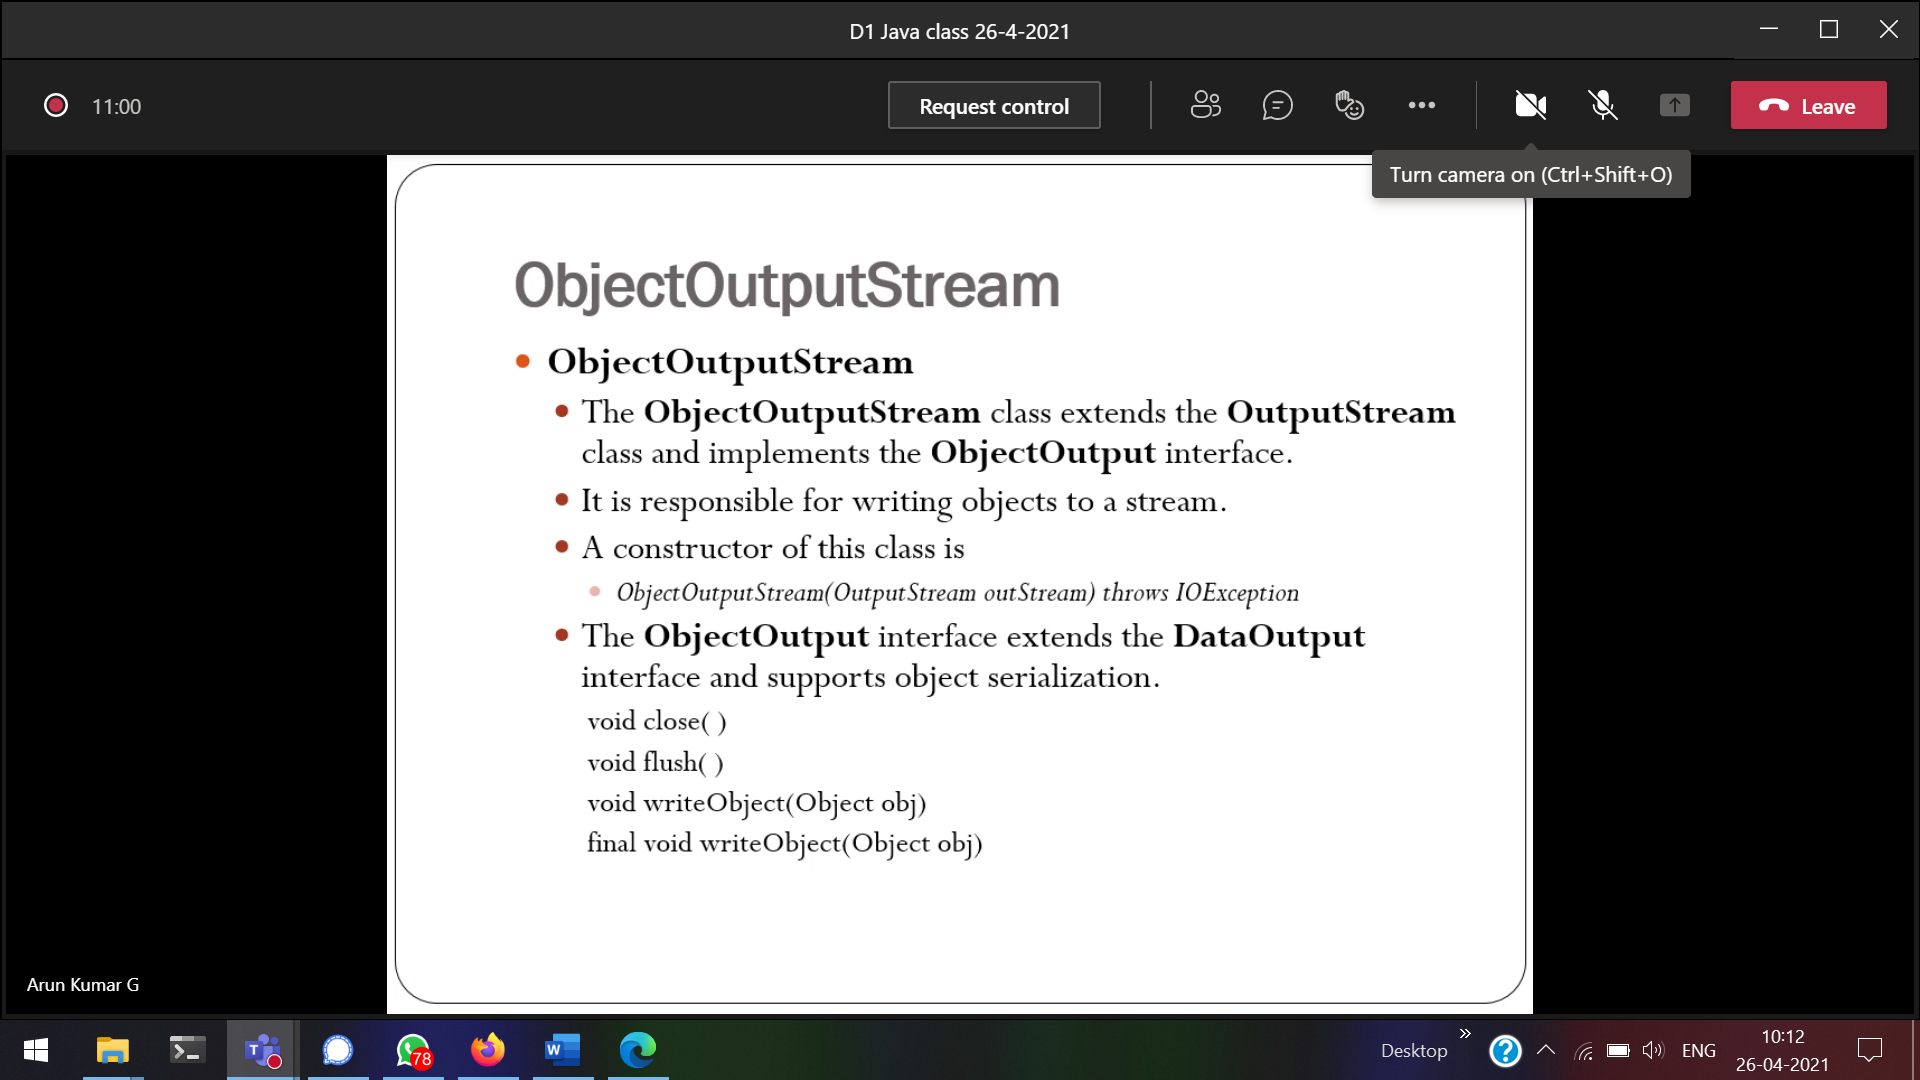 D1 Java class 26-4-2021
11:00
Request control
Leave
Turn camera on (Ctrl+Shift+O)
ObjectOutputStream
ObjectOutputStream
The ObjectOutputStream class extends the OutputStream
class and implements the ObjectOutput interface.
It is responsible for writing objects to a stream.
A constructor of this class is
ObjectOutputStream(OutputStream outStream) throws IOException
The ObjectOutput interface extends the DataOutput
interface and supports object serialization.
void close( )
void flush( )
void writeObject(Object obj)
final void writeObject(Object obj)
Arun Kumar G
T
78
W
Desktop
ENG
10:12
26-04-2021